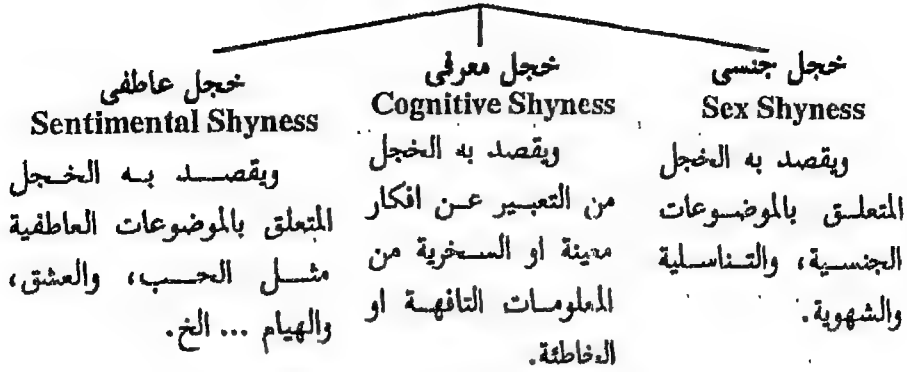 خجل جنسى
Sex Shyness
ويقصد به الخجل
المتعلق بالموضوعات
الجنسية، والتناسلية
والشهوية.
خجل معرفى
Cognitive Shyness
ويقصد به الخجل
من التعبير عن افكار
معينة او السخرية من
المعلومات التافهة او
الخاطئة.
خجل عاطفى
Sentimental Shyness
ويقصد به الخجل
المتعلق بالموضوعات العاطفية
مثل الحب، والعشق،
والهيام ... الخ.